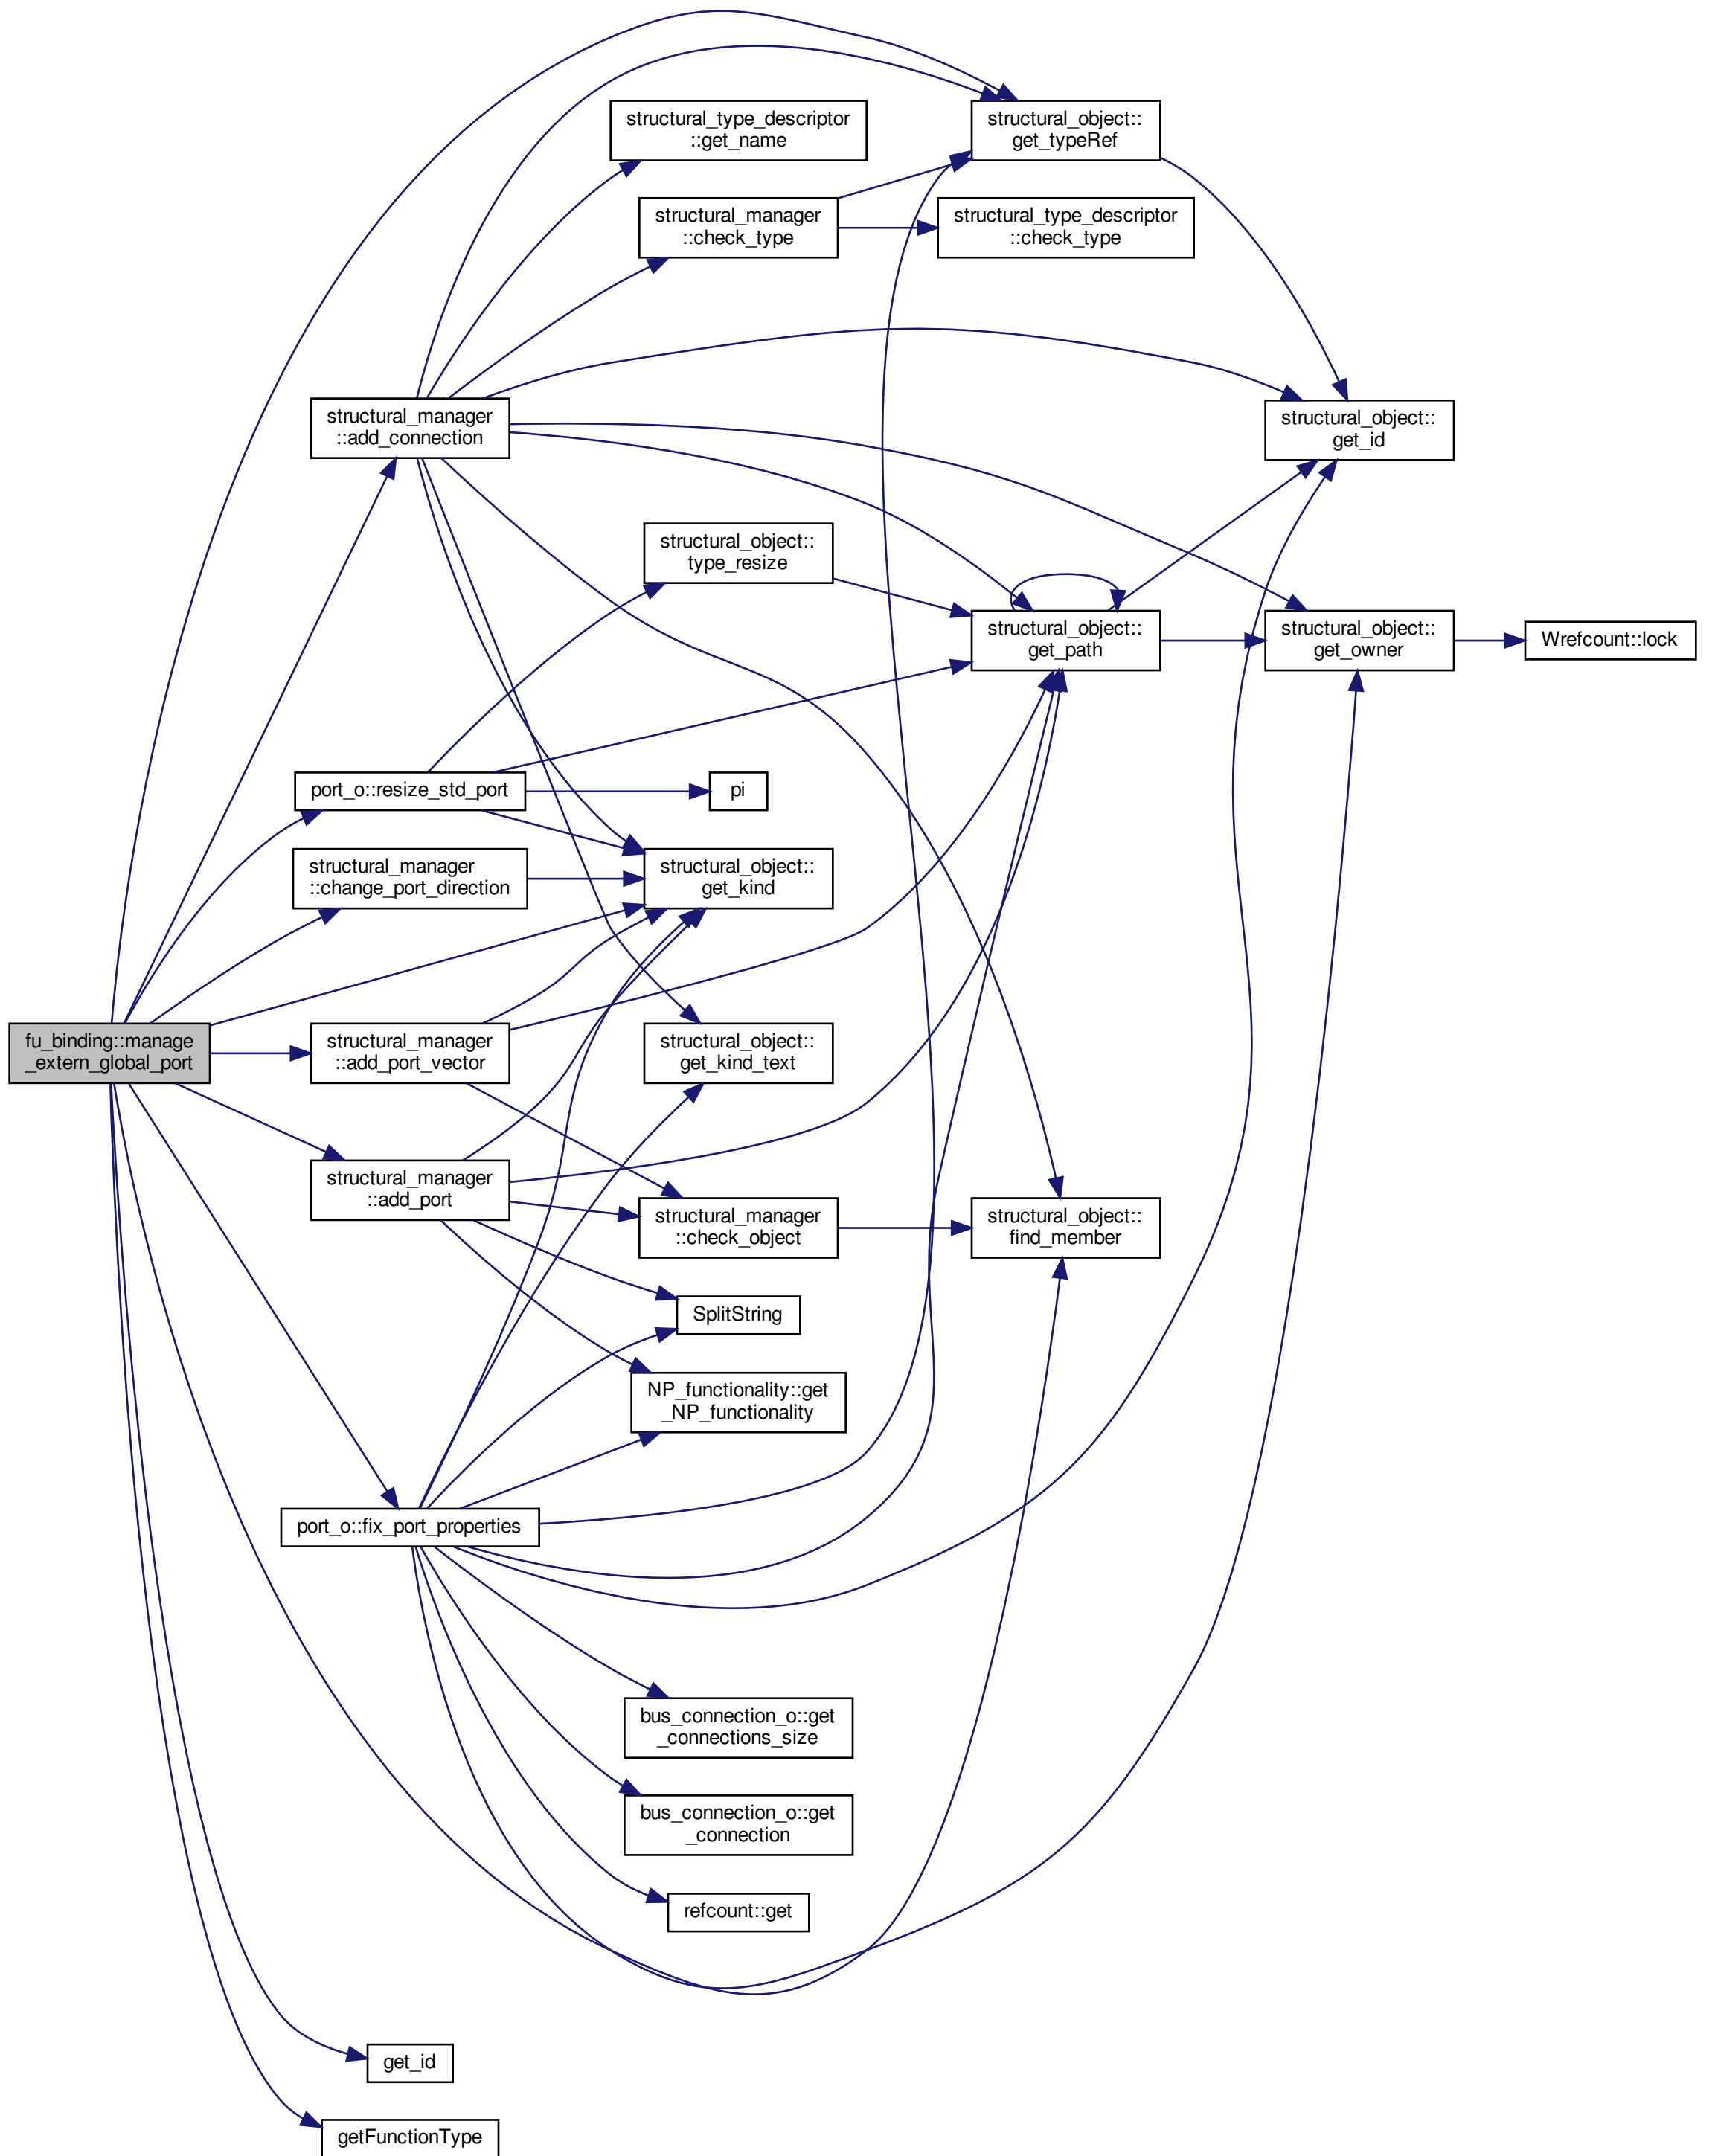 structural_type_descriptor
::get_name
structural_object::
get_typeRef
structural_manager
::check_type
structural_type_descriptor
::check_type
structural_manager
::add_connection
structural_object::
get_id
structural_object::
type_resize
structural_object::
get_path
structural_object::
get_owner
Wrefcount::lock
port_o::resize_std_port
pi
structural_manager
::change_port_direction
structural_object::
get_kind
fu_binding::manage
_extern_global_port
structural_manager
::add_port_vector
structural_object::
get_kind_text
structural_manager
::add_port
structural_manager
::check_object
structural_object::
find_member
SplitString
NP_functionality::get
_NP_functionality
port_o::fix_port_properties
bus_connection_o::get
_connections_size
bus_connection_o::get
_connection
refcount::get
get_id
getFunctionType